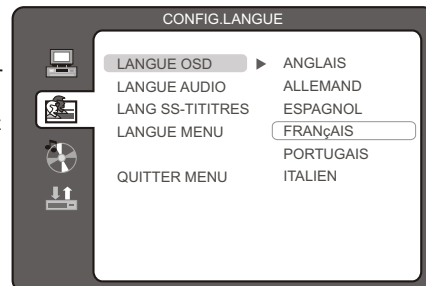 CONFIG.LANGUE
LANGUE OSD
LANGUE AUDIO
LANG SS-TITITRES
LANGUE MENU
QUITTER MENU
ANGLAIS
ALLEMAND
ESPAGNOL
FRANçAIS
PORTUGAIS
ITALIEN